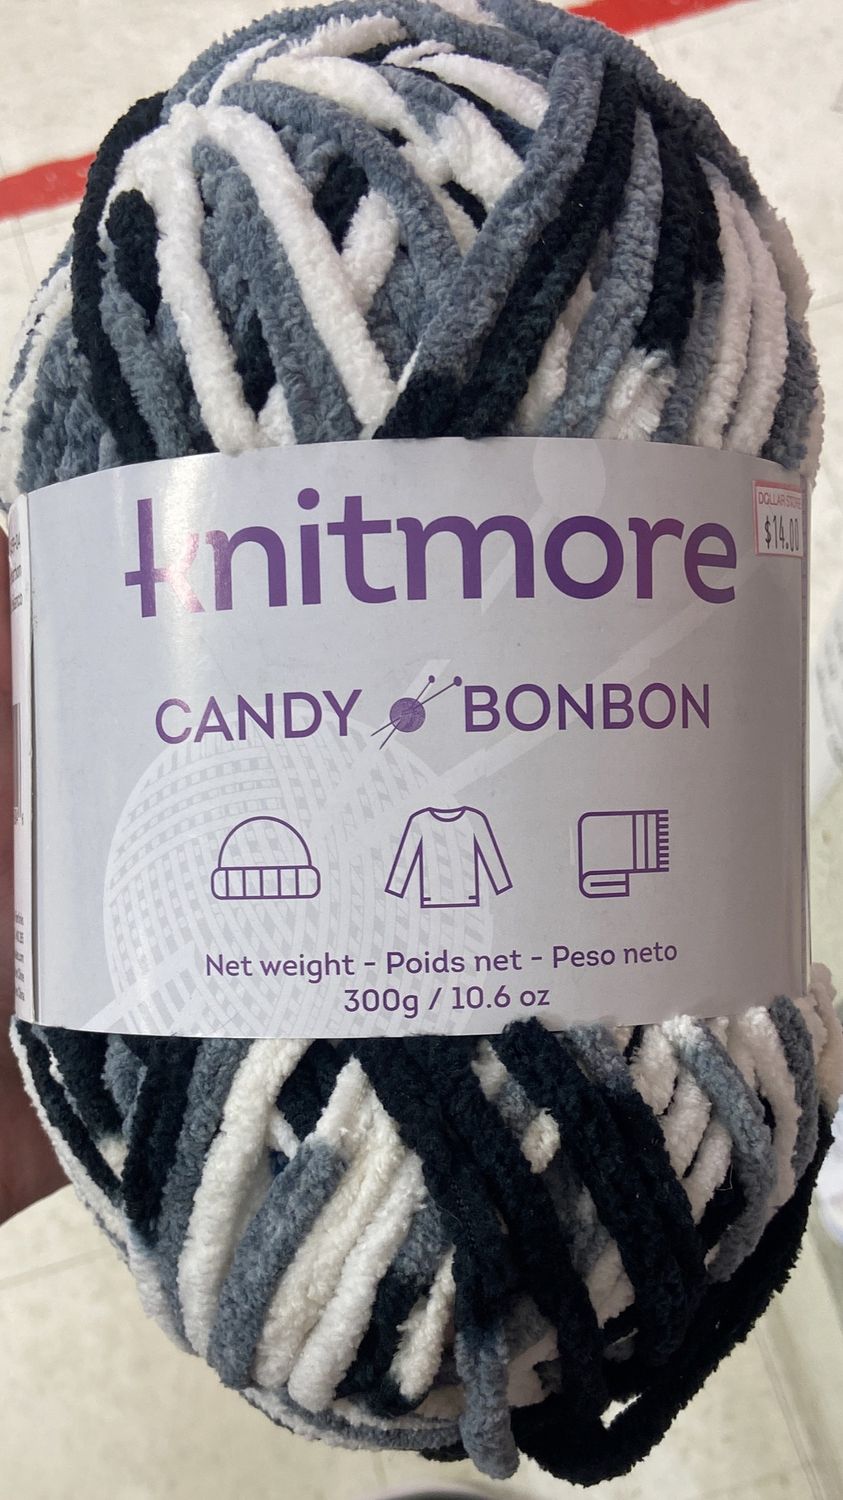 knitmore
DOLLAR STORE
$14.00
CANDY BONBON
Net weight - Poids net - Peso neto
300g / 10.6 oz